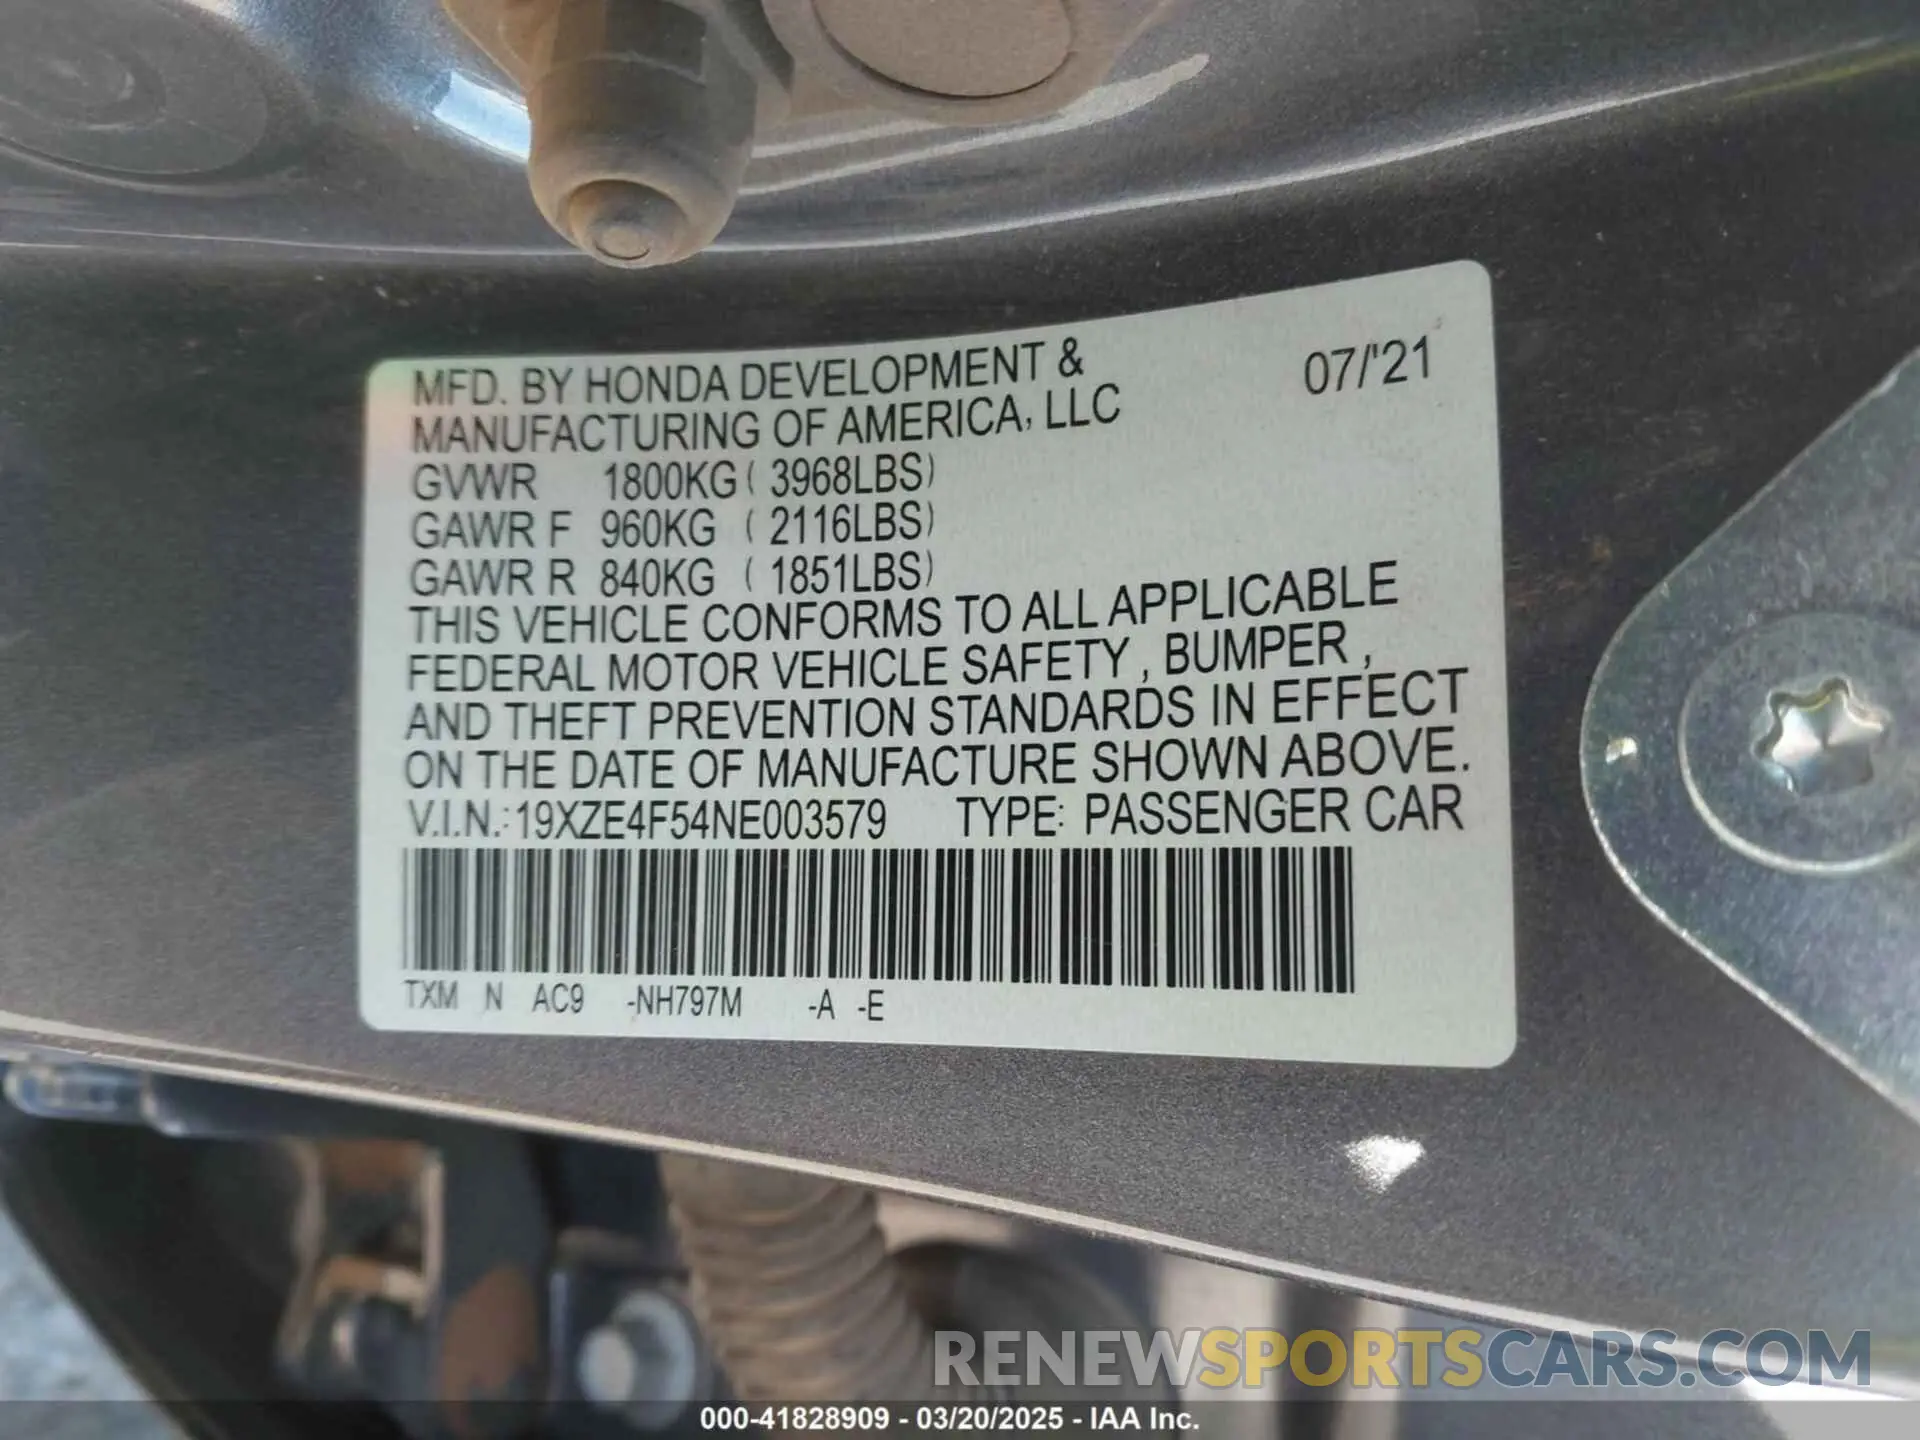 MFD. BY HONDA DEVELOPMENT & 07/'21
MANUFACTURING OF AMERICA, LLC
GVWR 1800KG ( 3968LBS)
GAWR F 960KG ( 2116LBS)
GAWR R 840KG ( 1851LBS)
THIS VEHICLE CONFORMS TO ALL APPLICABLE
FEDERAL MOTOR VEHICLE SAFETY , BUMPER ,
AND THEFT PREVENTION STANDARDS IN EFFECT
ON THE DATE OF MANUFACTURE SHOWN ABOVE.
V.I.N.: 19XZE4F54NE003579 TYPE: PASSENGER CAR
TXM N AC9 -NH797M -A -E
RENEWSPORTSCARS.COM
000-41828909 - 03/20/2025 - IAA Inc.